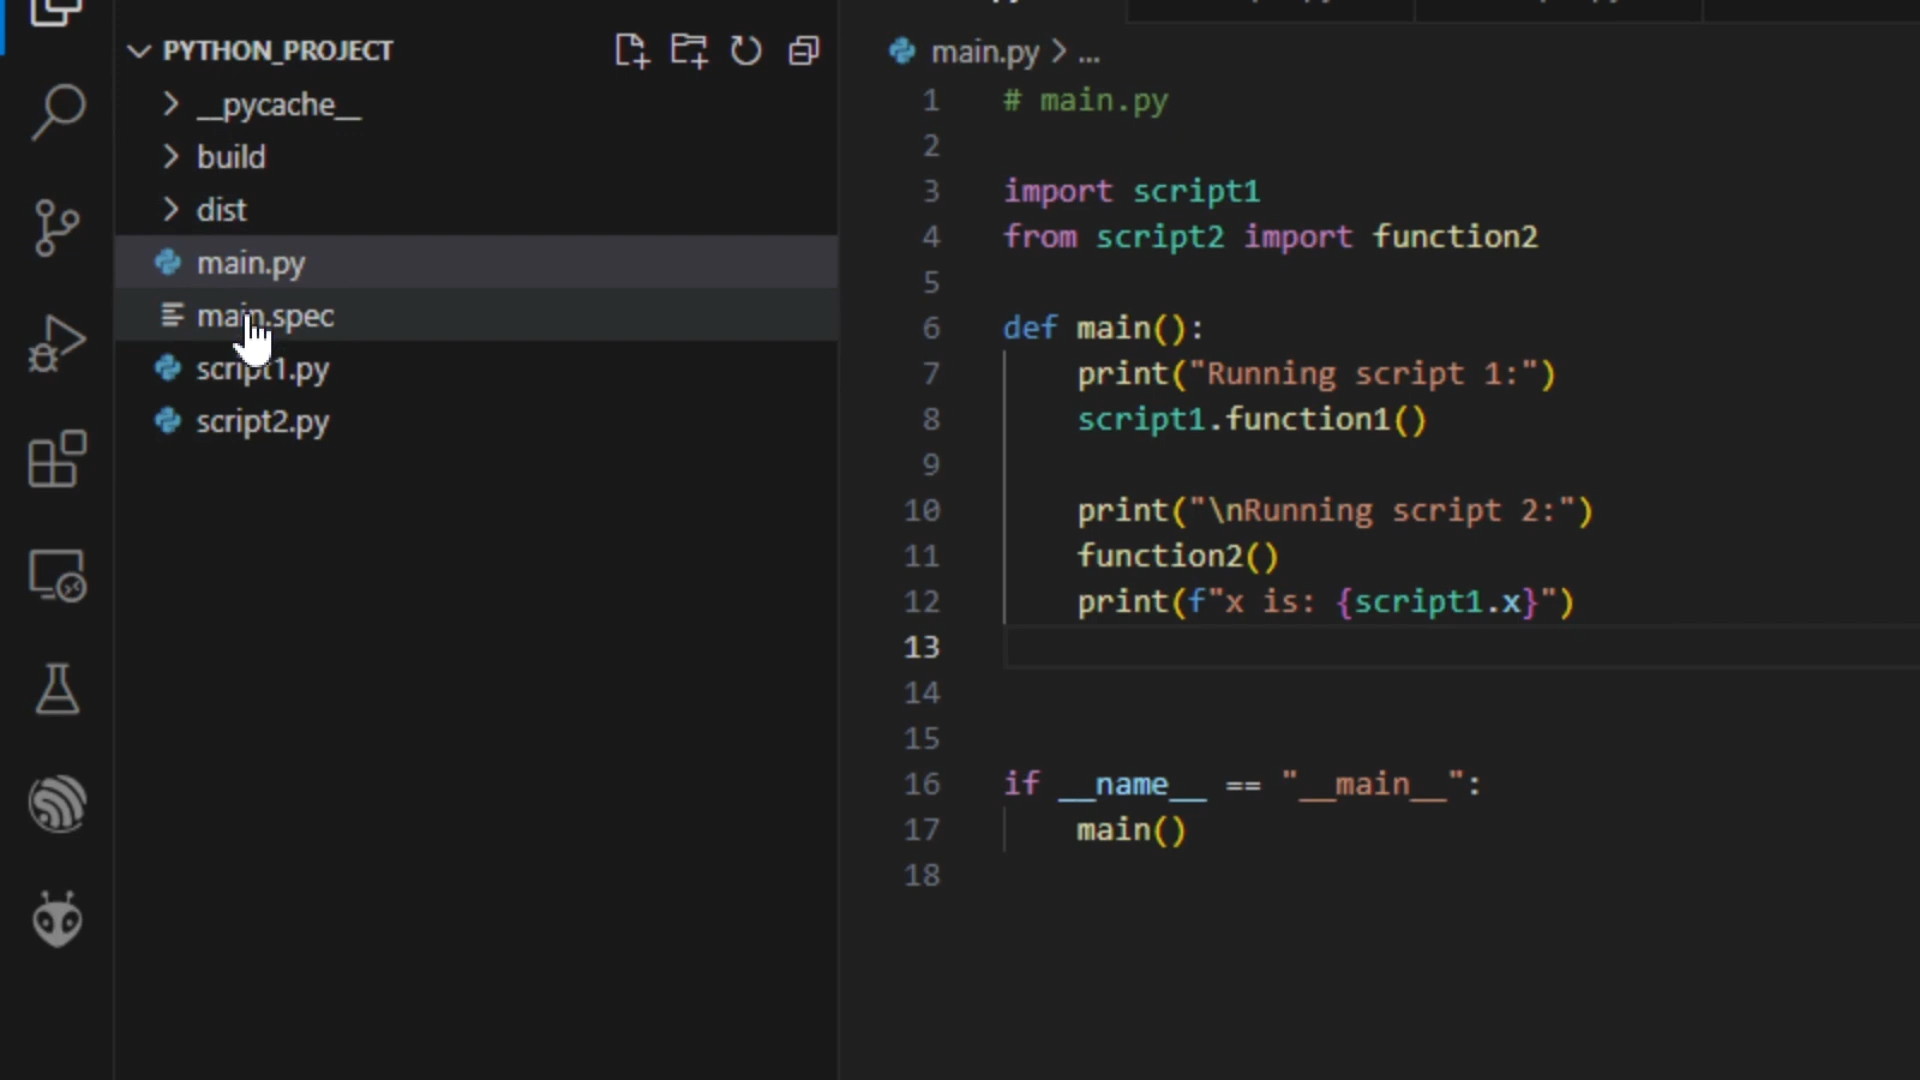 PYTHON_PROJECT
__pycache__
build
dist
main.py
main.spec
script1.py
script2.py
main.py > ...
1 # main.py
2
3 import script1
4 from script2 import function2
5
6 def main():
7 print("Running script 1:")
8 script1.function1()
9
10 print("\nRunning script 2:")
11 function2()
12 print(f"x is: {script1.x}")
13
14
15
16 if __name__ == "__main__":
17 main()
18